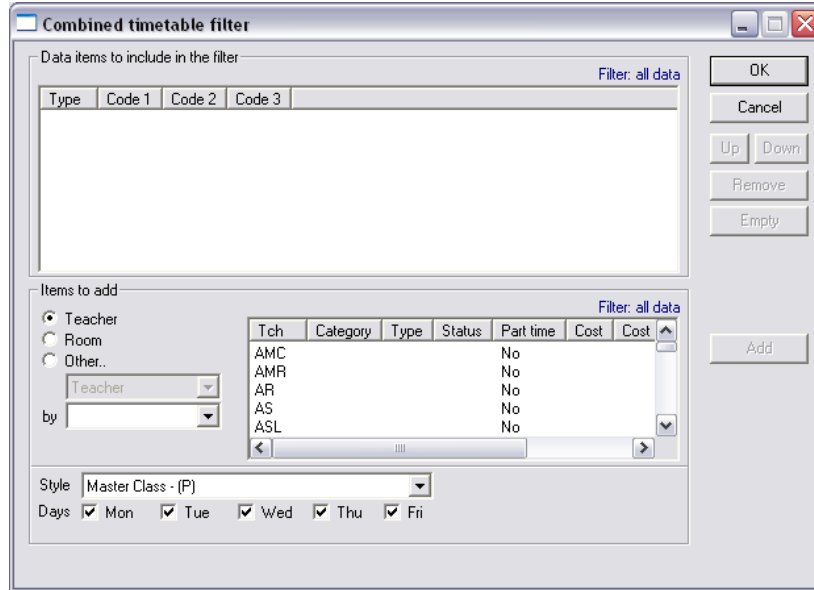 Combined timetable filter
Data items to include in the filter
Filter: all data
OK
Type Code 1 Code 2 Code 3
Cancel
Up Down
Remove
Empty
Items to add
Filter: all data
Teacher
Room
Other..
Teacher
by
Tch Category Type Status Part time Cost Cost
AMC No
AMR No
AR No
AS No
ASL No
Add
Style Master Class - (P)
Days Mon Tue Wed Thu Fri